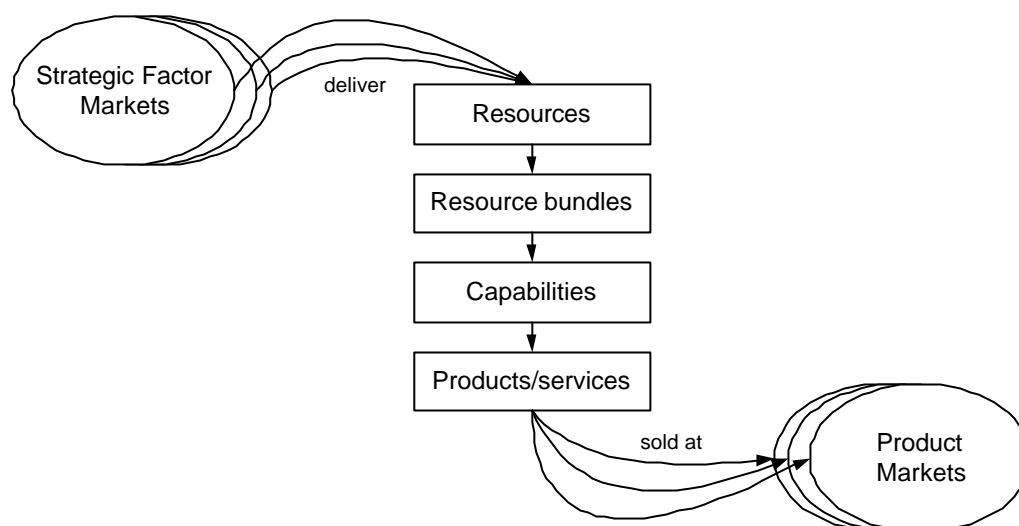 Strategic Factor
Markets
deliver
Resources
Resource bundles
Capabilities
Products/services
sold at
Product
Markets